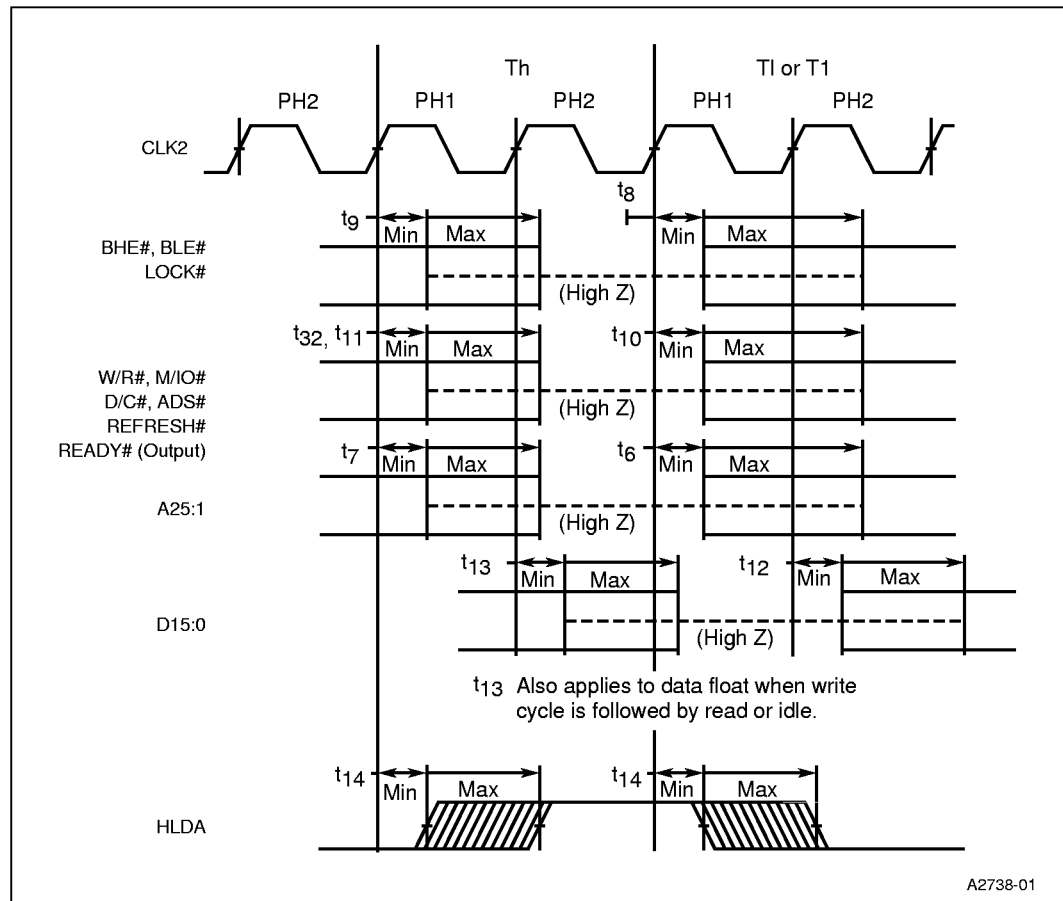 Th TI or T1
PH2 PH1 PH2 PH1 PH2
CLK2
t8
t9 Min Max Min Max
BHE#, BLE#
LOCK#
(High Z)
t32, t11 Min Max t10 Min Max
W/R#, M/IO#
D/C#, ADS#
REFRESH#
READY# (Output)
(High Z)
t7 Min Max t6 Min Max
A25:1
(High Z)
t13 Min Max t12 Min Max
D15:0
(High Z)
t13 Also applies to data float when write
cycle is followed by read or idle.
t14 Min Max t14 Min Max
HLDA
A2738-01